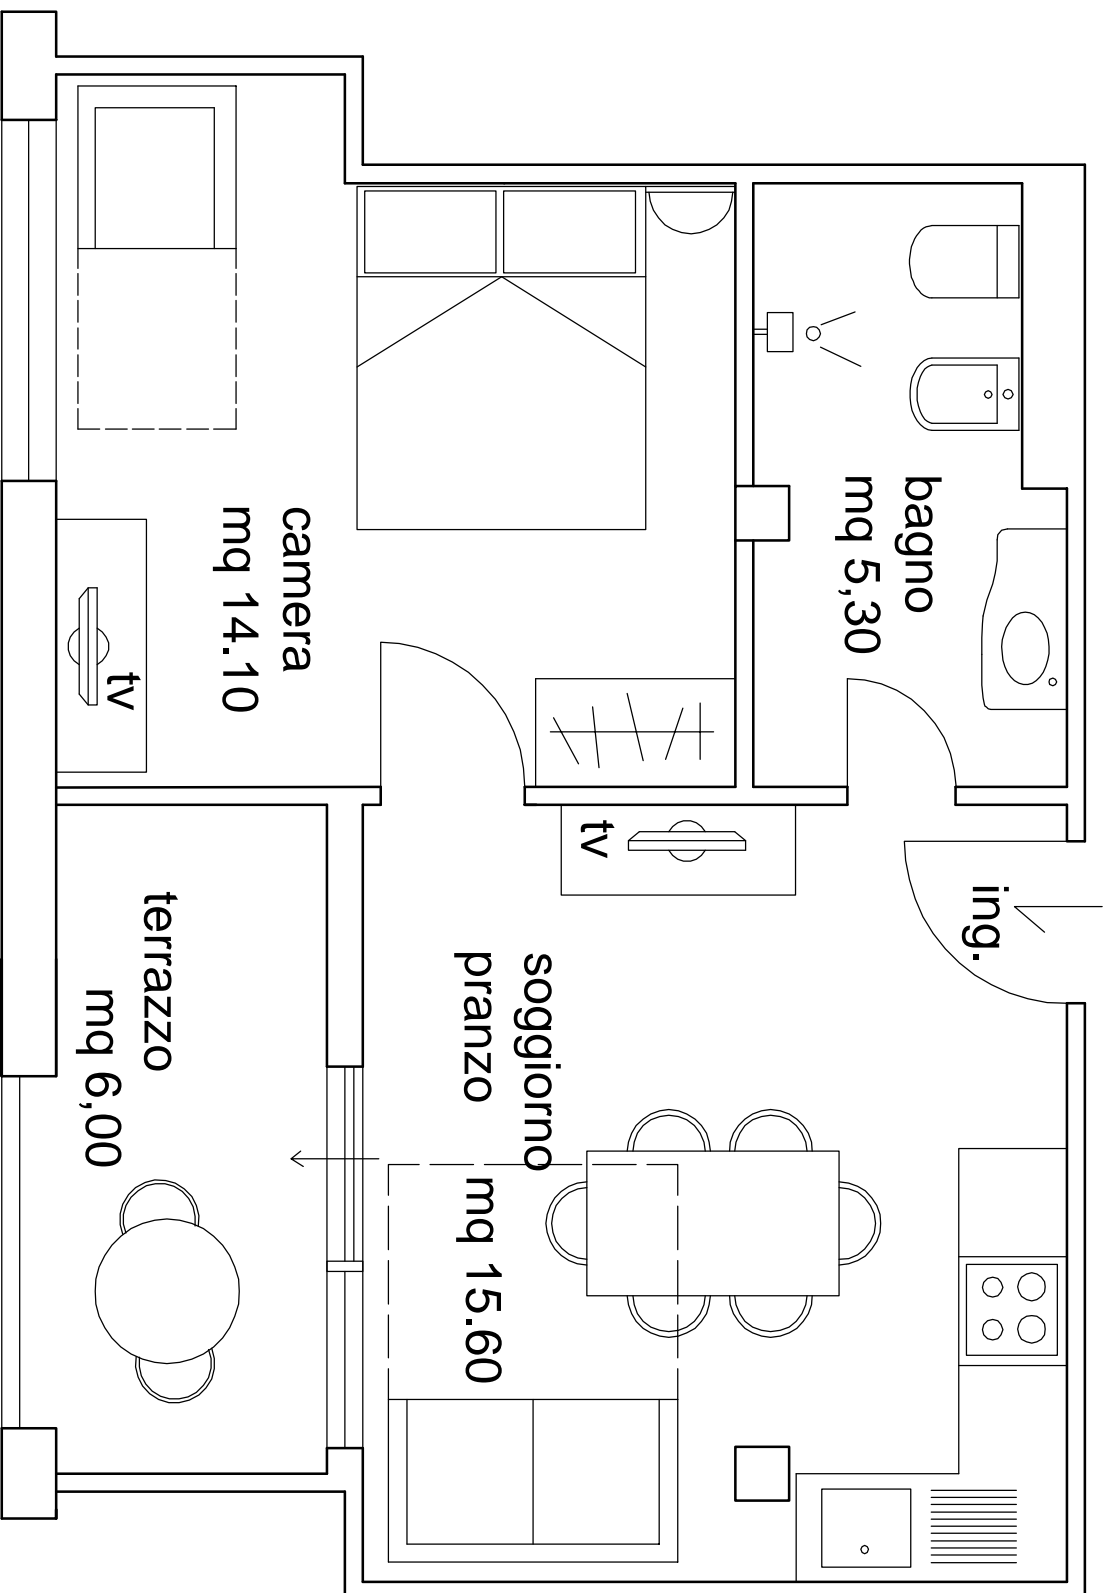 bagno
mq 5,30
camera
mq 14.10
tv
tv
ing.
soggiorno
pranzo mq 15.60
terrazzo
mq 6,00